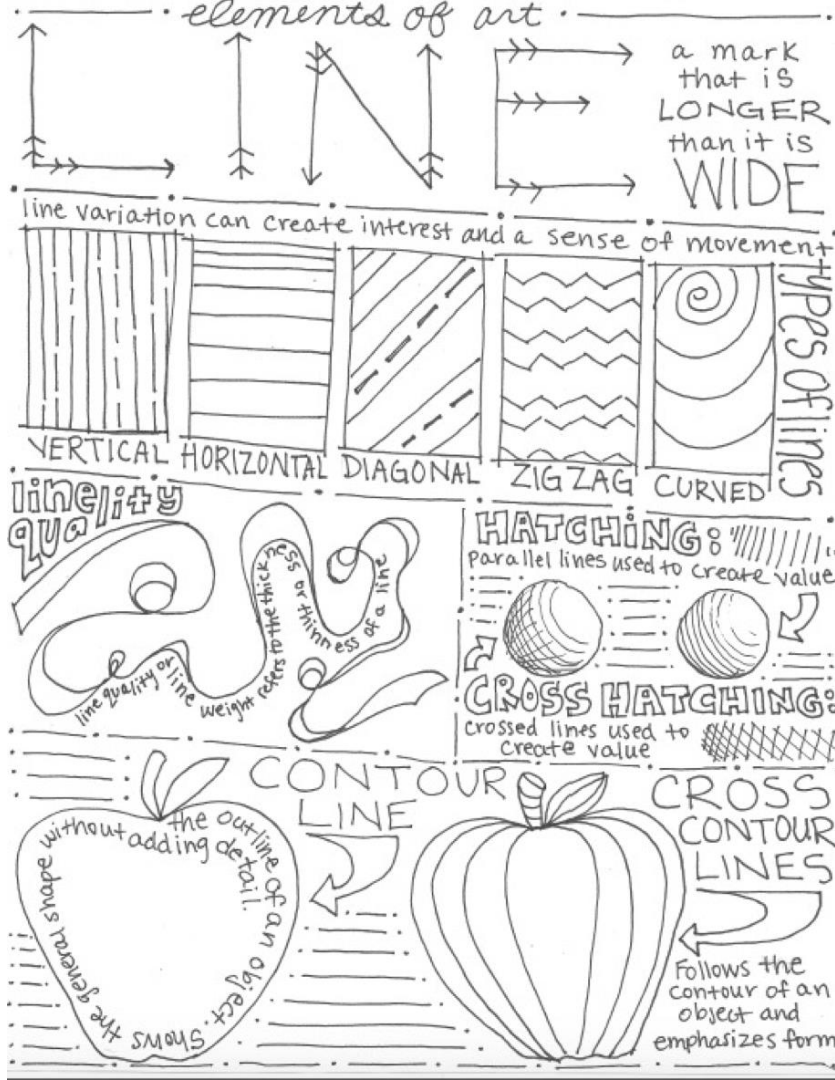 elements of art
LINE
a mark
that is
LONGER
than it is
WIDE
line variation can create interest and a sense of movement
types of lines
VERTICAL
HORIZONTAL
DIAGONAL
ZIG ZAG
CURVED
line quality
line quality or line weight refers to the thickness or thinness of a line
HATCHING:
parallel lines used to create value
CROSS HATCHING:
crossed lines used to
create value
CONTOUR
LINE
the outline of an object. Shows the general shape without adding detail.
CROSS
CONTOUR
LINES
Follows the
contour of an
object and
emphasizes form